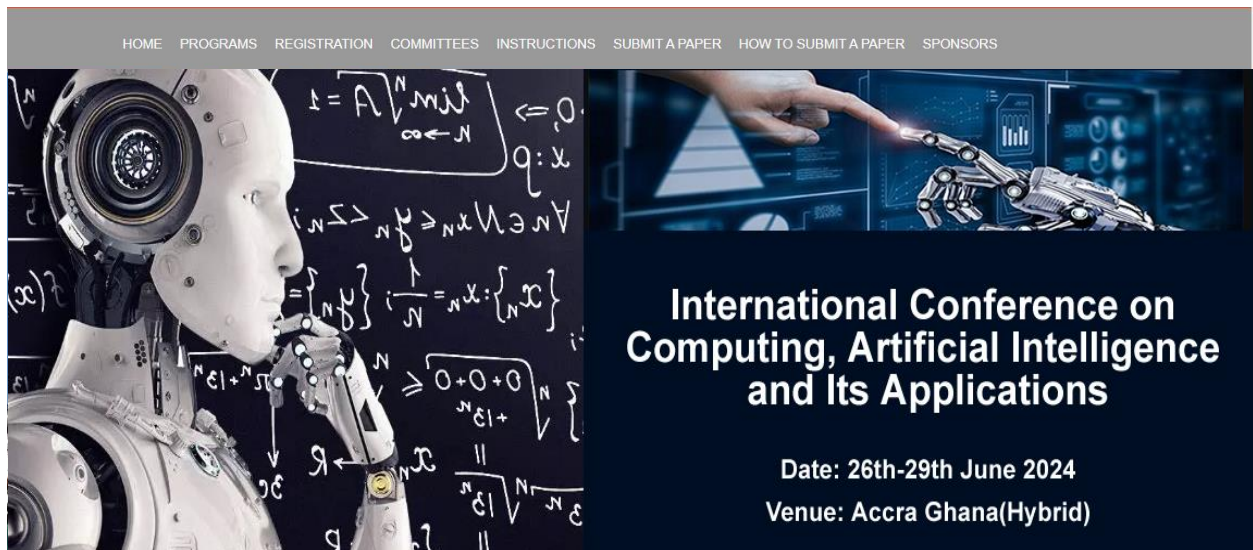 HOME PROGRAMS REGISTRATION COMMITTEES INSTRUCTIONS SUBMIT A PAPER HOW TO SUBMIT A PAPER SPONSORS
International Conference on
Computing, Artificial Intelligence
and Its Applications
Date: 26th-29th June 2024
Venue: Accra Ghana(Hybrid)